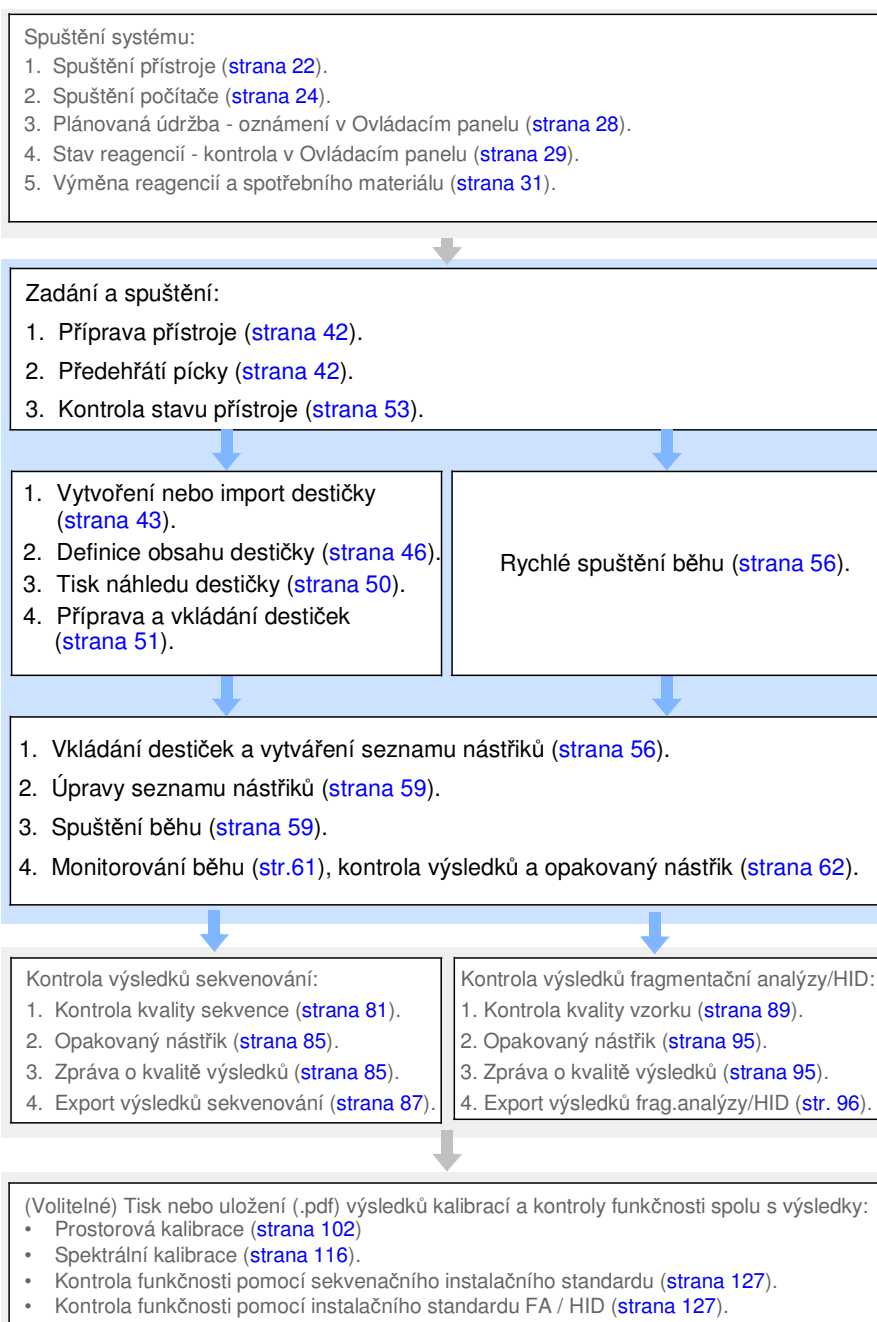 Spuštění systému:
1. Spuštění přístroje (strana 22).
2. Spuštění počítače (strana 24).
3. Plánovaná údržba - oznámení v Ovládacím panelu (strana 28).
4. Stav reagencií - kontrola v Ovládacím panelu (strana 29).
5. Výměna reagencií a spotřebního materiálu (strana 31).
Zadání a spuštění:
1. Příprava přístroje (strana 42).
2. Předehřátí pícky (strana 42).
3. Kontrola stavu přístroje (strana 53).
1. Vytvoření nebo import destičky
(strana 43).
2. Definice obsahu destičky (strana 46).
3. Tisk náhledu destičky (strana 50).
4. Příprava a vkládání destiček
(strana 51).
Rychlé spuštění běhu (strana 56).
1. Vkládání destiček a vytváření seznamu nástřiků (strana 56).
2. Úpravy seznamu nástřiků (strana 59).
3. Spuštění běhu (strana 59).
4. Monitorování běhu (str.61), kontrola výsledků a opakovaný nástřik (strana 62).
Kontrola výsledků sekvenování:
1. Kontrola kvality sekvence (strana 81).
2. Opakovaný nástřik (strana 85).
3. Zpráva o kvalitě výsledků (strana 85).
4. Export výsledků sekvenování (strana 87).
Kontrola výsledků fragmentační analýzy/HID:
1. Kontrola kvality vzorku (strana 89).
2. Opakovaný nástřik (strana 95).
3. Zpráva o kvalitě výsledků (strana 95).
4. Export výsledků frag.analýzy/HID (str. 96).
(Volitelné) Tisk nebo uložení (.pdf) výsledků kalibrací a kontroly funkčnosti spolu s výsledky:
• Prostorová kalibrace (strana 102)
• Spektrální kalibrace (strana 116).
• Kontrola funkčnosti pomocí sekvenačního instalačního standardu (strana 127).
• Kontrola funkčnosti pomocí instalačního standardu FA / HID (strana 127).